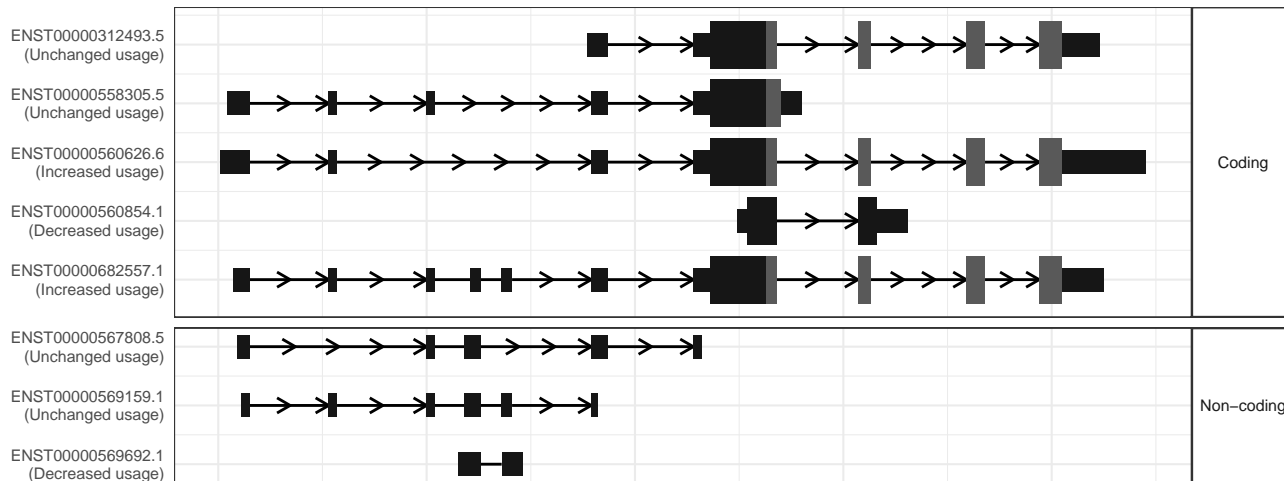 ENST00000312493.5
(Unchanged usage)
ENST00000558305.5
(Unchanged usage)
ENST00000560626.6
(Increased usage)
ENST00000560854.1
(Decreased usage)
ENST00000682557.1
(Increased usage)
Coding
ENST00000567808.5
(Unchanged usage)
ENST00000569159.1
(Unchanged usage)
ENST00000569692.1
(Decreased usage)
Non−coding